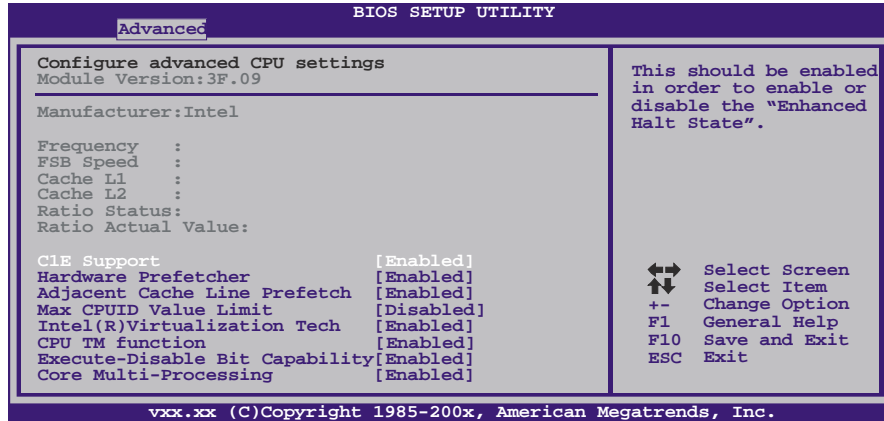 BIOS SETUP UTILITY
Advanced
Configure advanced CPU settings
Module Version:3F.09
Manufacturer:Intel
Frequency :
FSB Speed :
Cache L1 :
Cache L2 :
Ratio Status:
Ratio Actual Value:
C1E Support [Enabled]
Hardware Prefetcher [Enabled]
Adjacent Cache Line Prefetch [Enabled]
Max CPUID Value Limit [Disabled]
Intel(R)Virtualization Tech [Enabled]
CPU TM function [Enabled]
Execute-Disable Bit Capability[Enabled]
Core Multi-Processing [Enabled]
This should be enabled
in order to enable or
disable the “Enhanced
Halt State”.
Select Screen
Select Item
+- Change Option
F1 General Help
F10 Save and Exit
ESC Exit
vxx.xx (C)Copyright 1985-200x, American Megatrends, Inc.